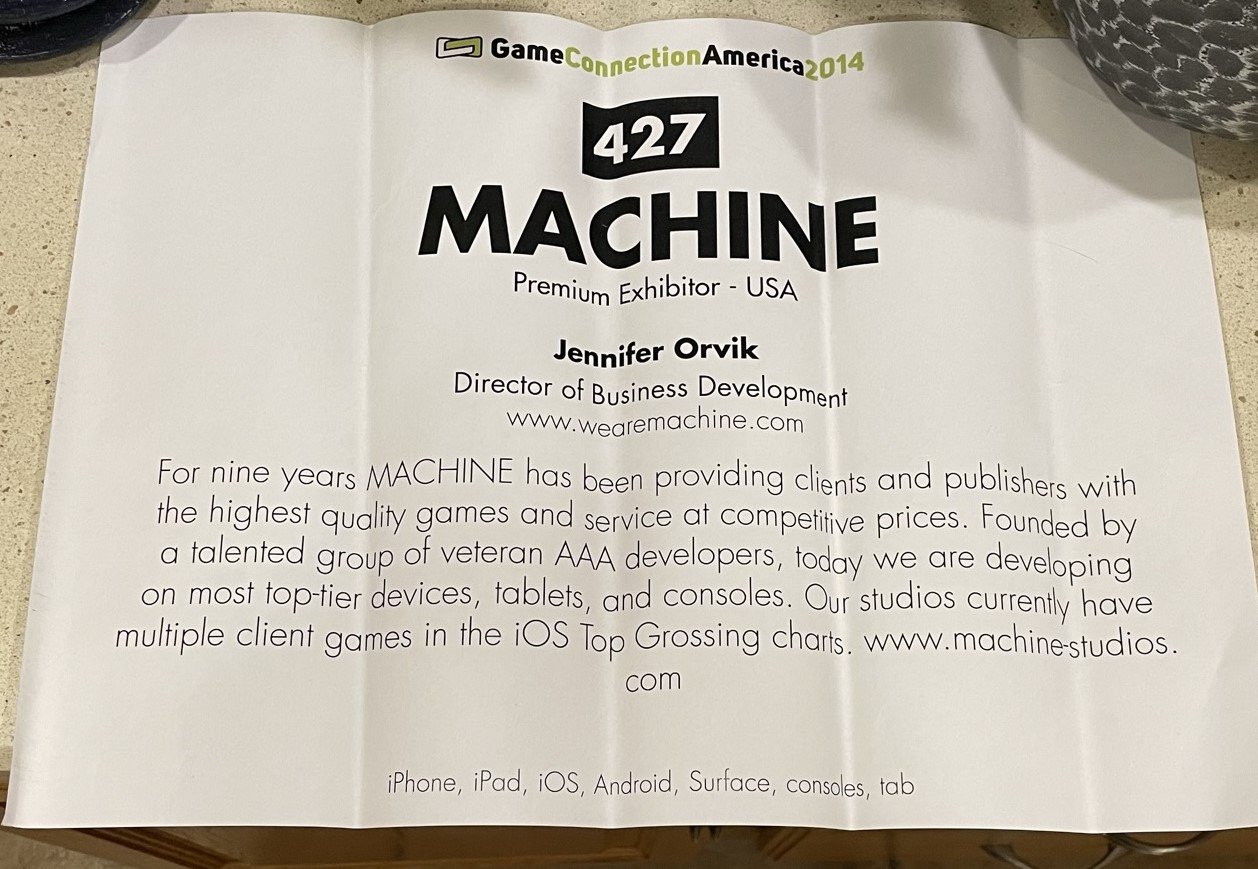 GameConnectionAmerica2014
427
MACHINE
Premium Exhibitor - USA
Jennifer Orvik
Director of Business Development
www.wearemachine.com
For nine years MACHINE has been providing clients and publishers with
the highest quality games and service at competitive prices. Founded by
a talented group of veteran AAA developers, today we are developing
on most top-tier devices, tablets, and consoles. Our studios currently have
multiple client games in the iOS Top Grossing charts. www.machine-studios.
com
iPhone, iPad, iOS, Android, Surface, consoles, tab